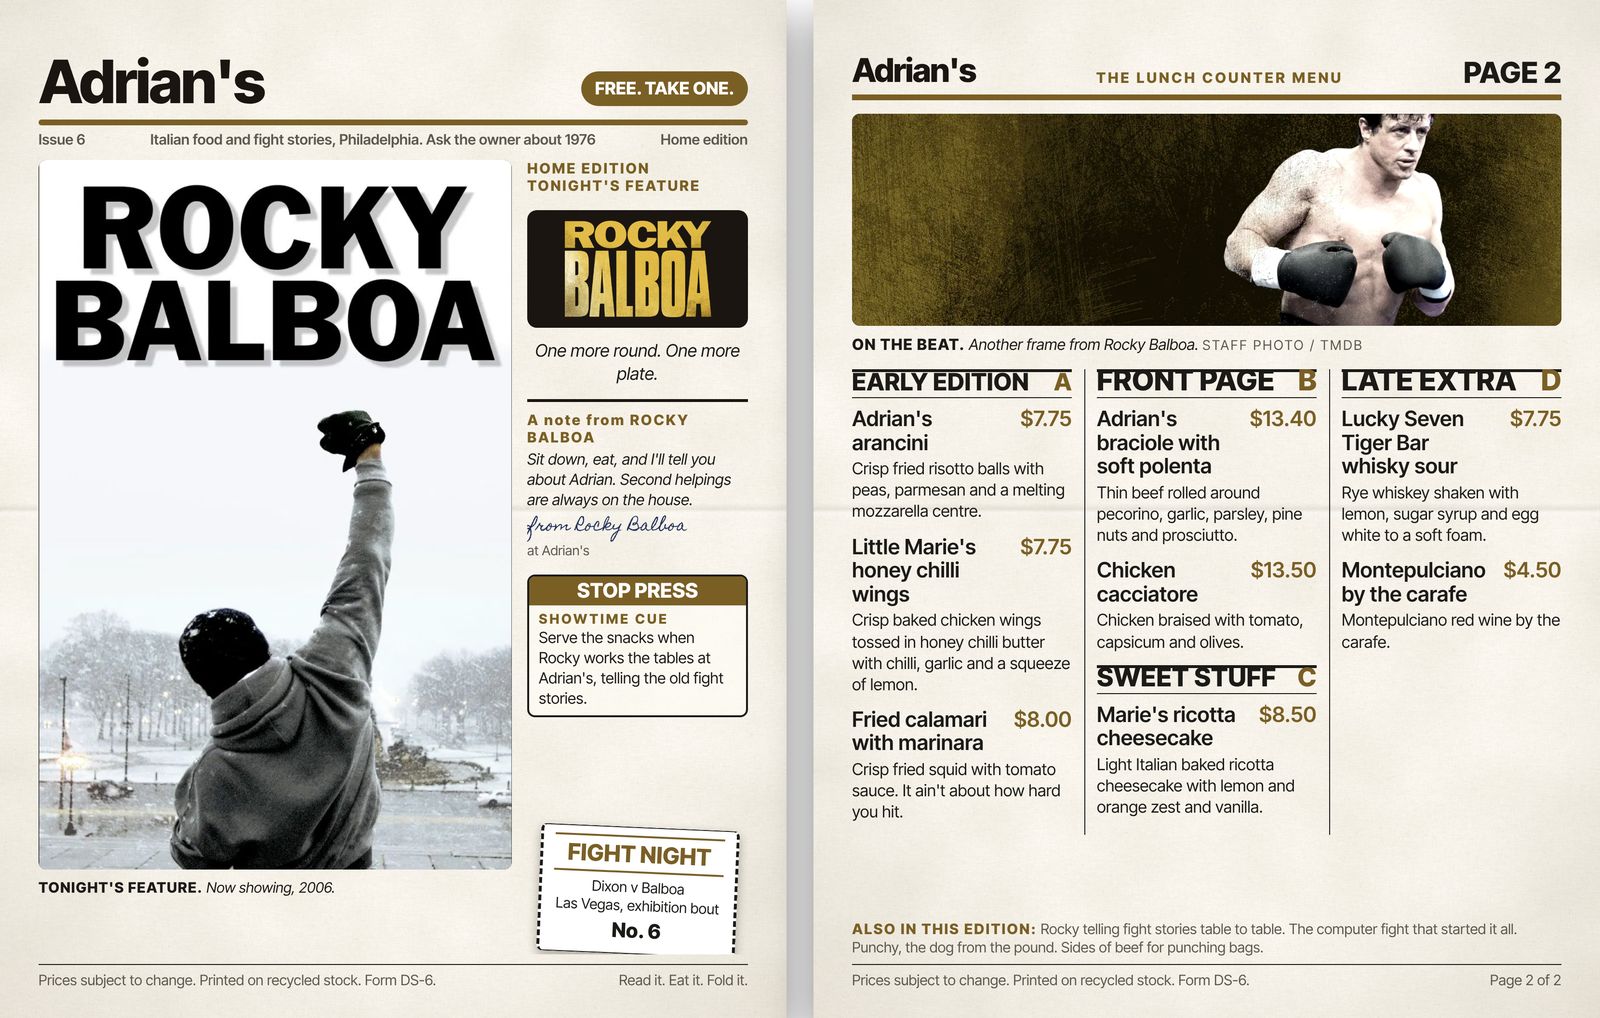 Adrian's
FREE. TAKE ONE.
Issue 6
Italian food and fight stories, Philadelphia. Ask the owner about 1976
Home edition
ROCKY
BALBOA
TONIGHT'S FEATURE. Now showing, 2006.
HOME EDITION
TONIGHT'S FEATURE
ROCKY
BALBOA
One more round. One more
plate.
A note from ROCKY
BALBOA
Sit down, eat, and I'll tell you
about Adrian. Second helpings
are always on the house.
from Rocky Balboa
at Adrian's
STOP PRESS
SHOWTIME CUE
Serve the snacks when
Rocky works the tables at
Adrian's, telling the old fight
stories.
FIGHT NIGHT
Dixon v Balboa
Las Vegas, exhibition bout
No. 6
Prices subject to change. Printed on recycled stock. Form DS-6.
Read it. Eat it. Fold it.
Adrian's
THE LUNCH COUNTER MENU
PAGE 2
ON THE BEAT. Another frame from Rocky Balboa. STAFF PHOTO / TMDB
EARLY EDITION A
Adrian's $7.75
arancini
Crisp fried risotto balls with
peas, parmesan and a melting
mozzarella centre.
Little Marie's $7.75
honey chilli
wings
Crisp baked chicken wings
tossed in honey chilli butter
with chilli, garlic and a squeeze
of lemon.
Fried calamari $8.00
with marinara
Crisp fried squid with tomato
sauce. It ain't about how hard
you hit.
FRONT PAGE B
Adrian's $13.40
braciole with
soft polenta
Thin beef rolled around
pecorino, garlic, parsley, pine
nuts and prosciutto.
Chicken $13.50
cacciatore
Chicken braised with tomato,
capsicum and olives.
SWEET STUFF C
Marie's ricotta $8.50
cheesecake
Light Italian baked ricotta
cheesecake with lemon and
orange zest and vanilla.
LATE EXTRA D
Lucky Seven $7.75
Tiger Bar
whisky sour
Rye whiskey shaken with
lemon, sugar syrup and egg
white to a soft foam.
Montepulciano $4.50
by the carafe
Montepulciano red wine by the
carafe.
ALSO IN THIS EDITION: Rocky telling fight stories table to table. The computer fight that started it all.
Punchy, the dog from the pound. Sides of beef for punching bags.
Prices subject to change. Printed on recycled stock. Form DS-6.
Page 2 of 2